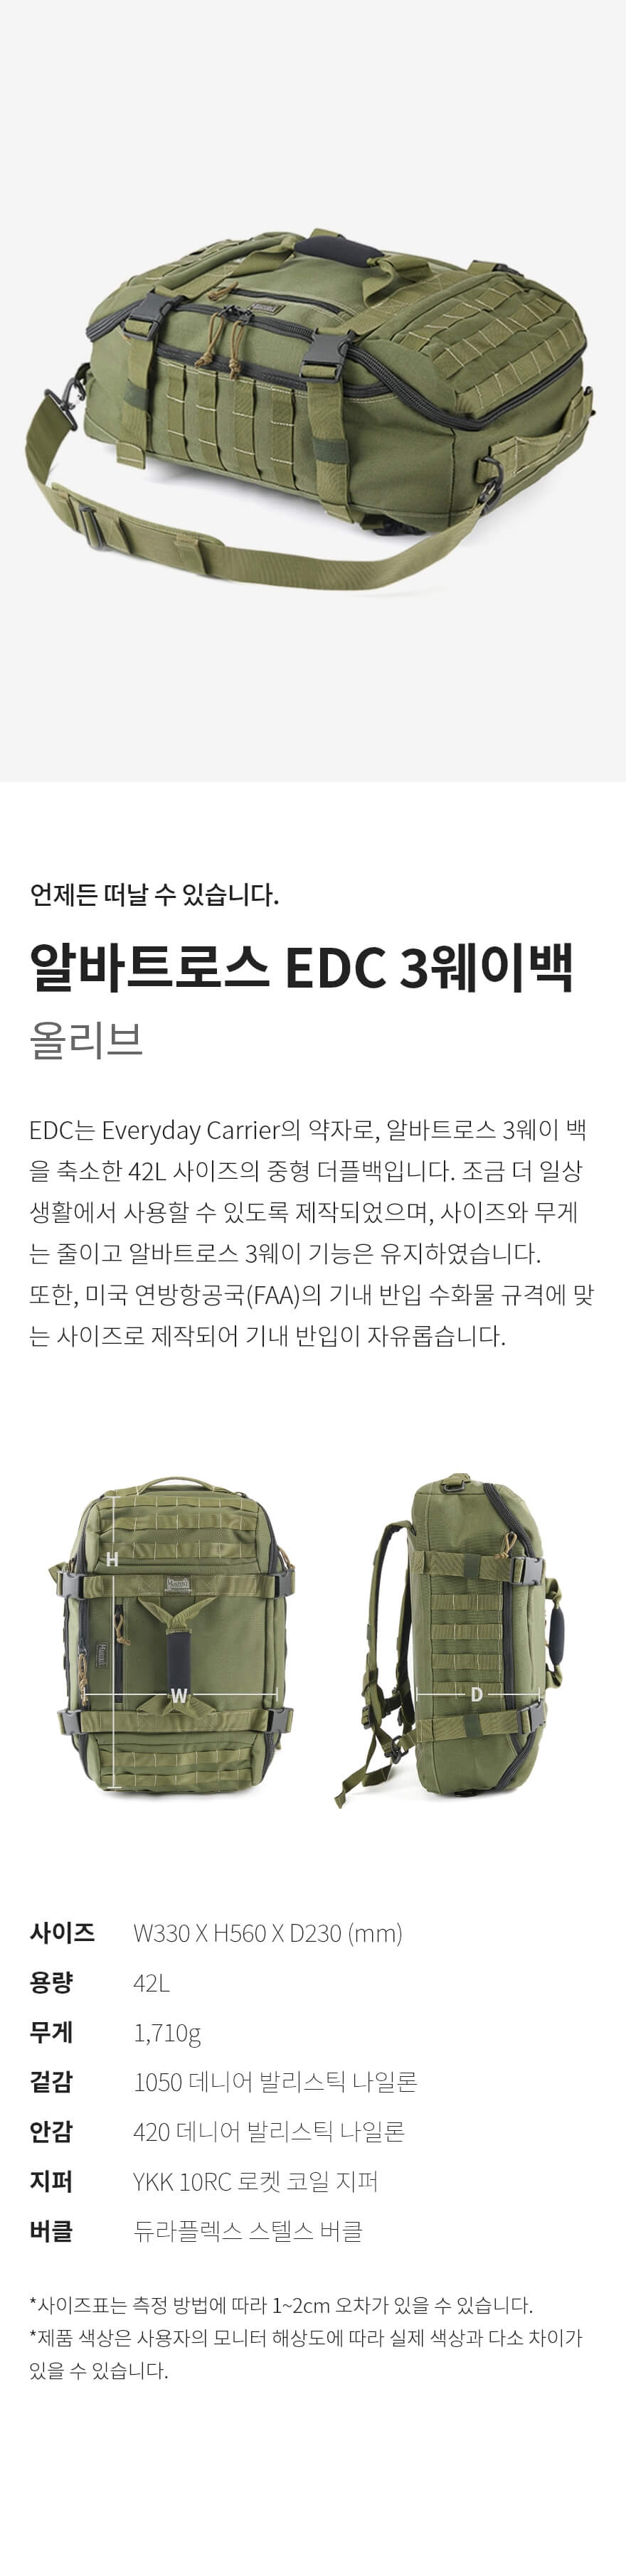 언제든 떠날 수 있습니다.
알바트로스 EDC 3웨이백
올리브
EDC는 Everyday Carrier의 약자로, 알바트로스 3웨이 백
을 축소한 42L 사이즈의 중형 더플백입니다. 조금 더 일상
생활에서 사용할 수 있도록 제작되었으며, 사이즈와 무게
는 줄이고 알바트로스 3웨이 기능은 유지하였습니다.
또한, 미국 연방항공국(FAA)의 기내 반입 수화물 규격에 맞
는 사이즈로 제작되어 기내 반입이 자유롭습니다.
H
W
D
사이즈 W330 X H560 X D230 (mm)
용량 42L
무게 1,710g
겉감 1050 데니어 발리스틱 나일론
안감 420 데니어 발리스틱 나일론
지퍼 YKK 10RC 로켓 코일 지퍼
버클 듀라플렉스 스텔스 버클
*사이즈표는 측정 방법에 따라 1~2cm 오차가 있을 수 있습니다.
*제품 색상은 사용자의 모니터 해상도에 따라 실제 색상과 다소 차이가
있을 수 있습니다.